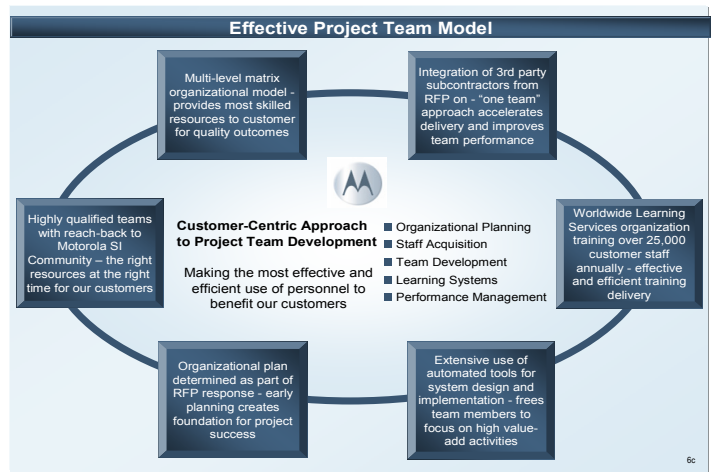 Effective Project Team Model
Multi-level matrix
organizational model -
provides most skilled
resources to customer
for quality outcomes
Integration of 3rd party
subcontractors from
RFP on - “one team”
approach accelerates
delivery and improves
team performance
Highly qualified teams
with reach-back to
Motorola SI
Community – the right
resources at the right
time for our customers
Customer-Centric Approach
to Project Team Development
Making the most effective and
efficient use of personnel to
benefit our customers
Organizational Planning
Staff Acquisition
Team Development
Learning Systems
Performance Management
Worldwide Learning
Services organization
training over 25,000
customer staff
annually - effective
and efficient training
delivery
Organizational plan
determined as part of
RFP response - early
planning creates
foundation for project
success
Extensive use of
automated tools for
system design and
implementation - frees
team members to
focus on high value-
add activities
6c